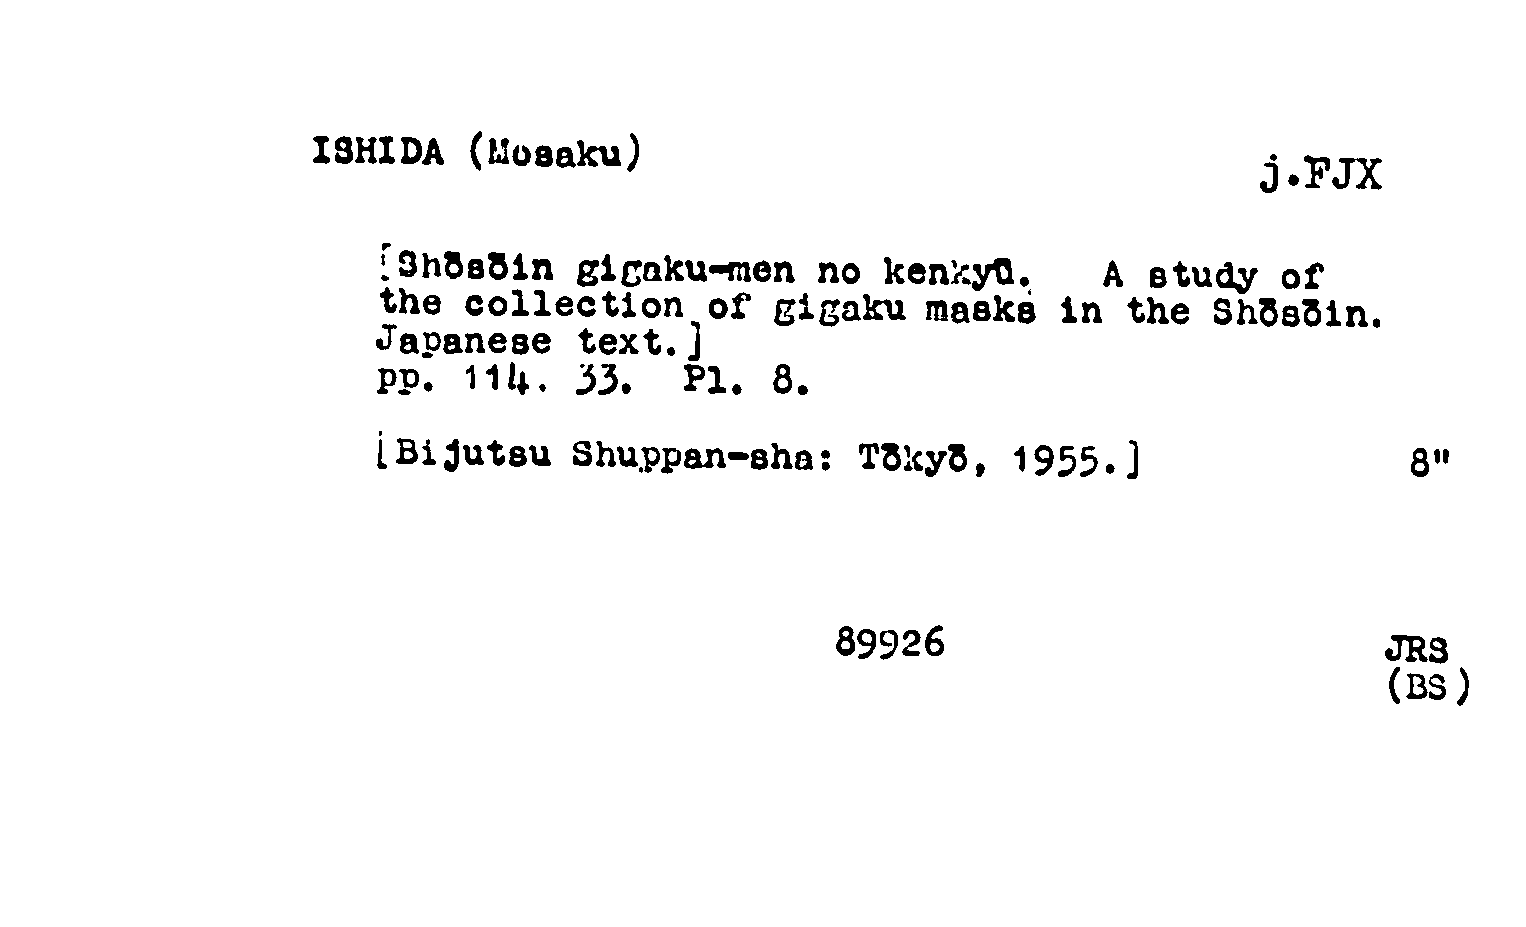 ISHIDA (Mosaku)
j.FJX
[Shōsōin gigaku-men no kenkyū. A study of
the collection of gigaku masks in the Shōsōin.
Japanese text.]
pp. 114. 33. Pl. 8.
[Bijutsu Shuppan-sha: Tōkyō, 1955.] 8"
89926
JRS
(BS)